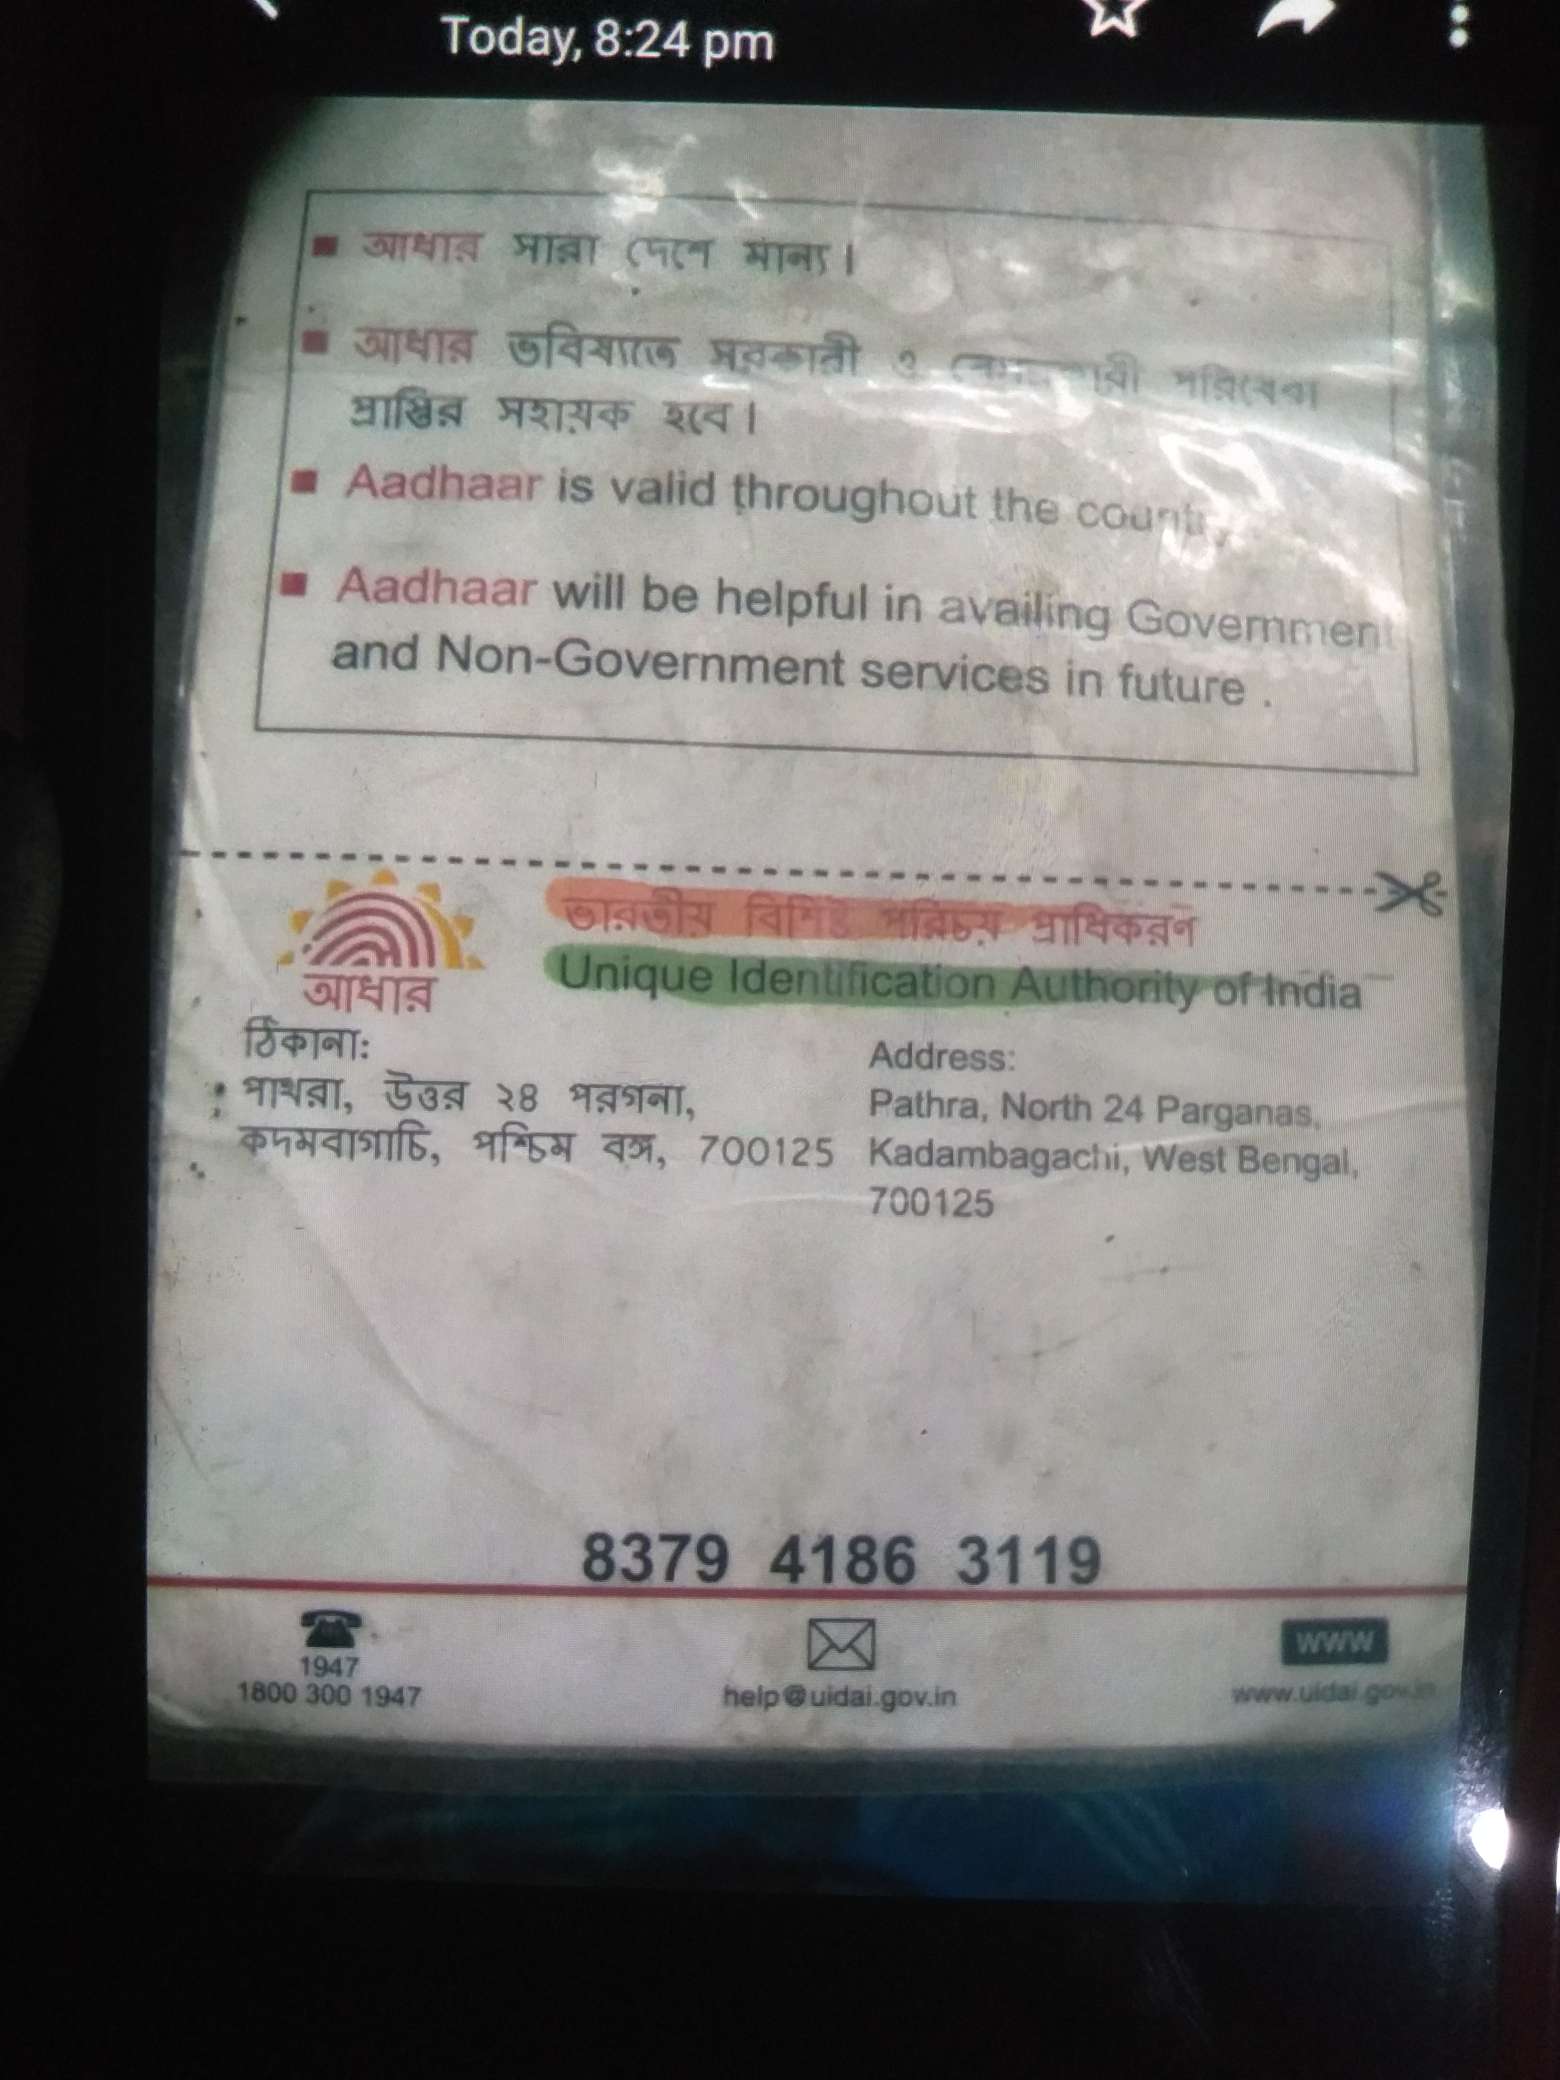 Today, 8:24 pm
আধার সারা দেশে মান্য।
আধার ভবিষ্যতে সরকারী ও বেসরকারী পরিষেবা
প্রাপ্তির সহায়ক হবে।
Aadhaar is valid throughout the country
Aadhaar will be helpful in availing Government
and Non-Government services in future .
ভারতীয় বিশিষ্ট পরিচয় প্রাধিকরণ
Unique Identification Authority of India
আধার
ঠিকানা:
পাথরা, উত্তর ২৪ পরগনা,
কদমবাগাচি, পশ্চিম বঙ্গ, 700125
Address:
Pathra, North 24 Parganas,
Kadambagachi, West Bengal,
700125
8379 4186 3119
1947
1800 300 1947
help@uidai.gov.in
www
www.uidai.gov.in